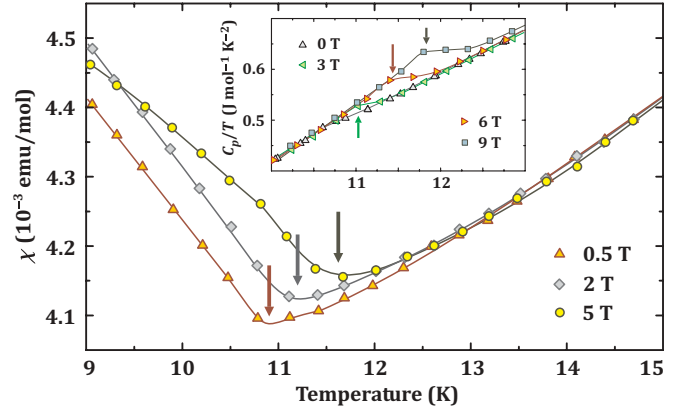 4.5
4.4
4.3
4.2
4.1
χ (10⁻³ emu/mol)
9 10 11 12 13 14 15
Temperature (K)
0.5 T
2 T
5 T
0.6
0.5
C_p/T (J mol⁻¹ K⁻²)
11 12
0 T
3 T
6 T
9 T